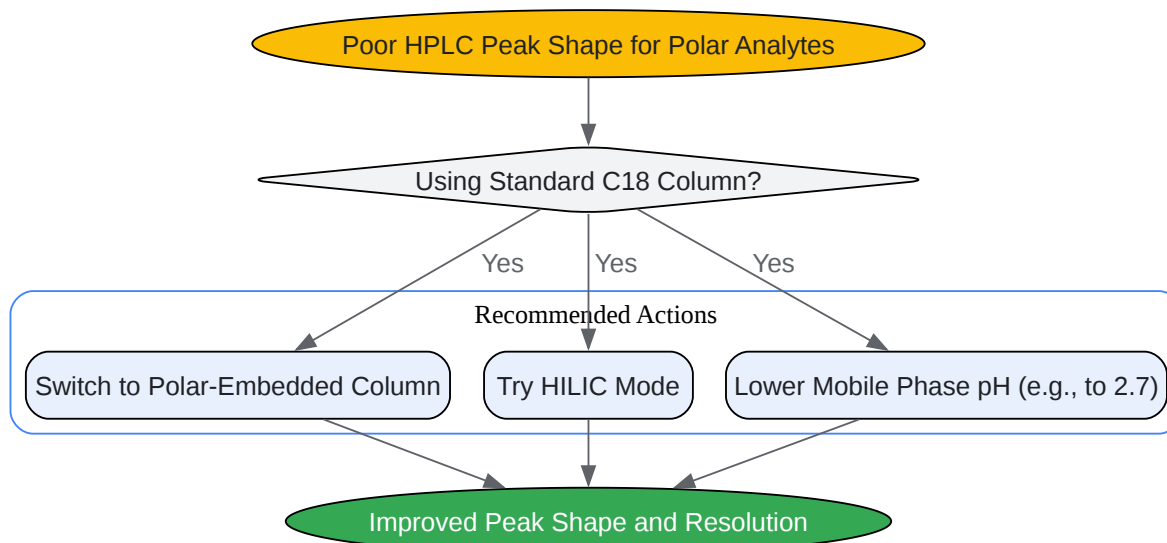 Poor HPLC Peak Shape for Polar Analytes
Using Standard C18 Column?
Yes
Yes
Yes
Recommended Actions
Switch to Polar-Embedded Column
Try HILIC Mode
Lower Mobile Phase pH (e.g., to 2.7)
Improved Peak Shape and Resolution